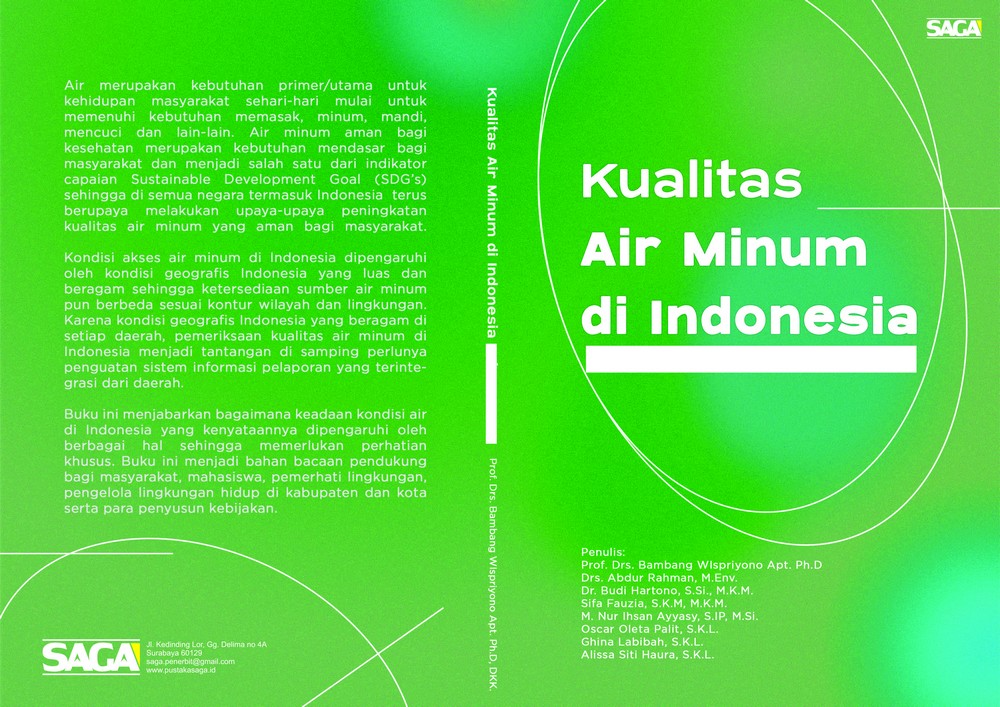 Air merupakan kebutuhan primer/utama untuk
kehidupan masyarakat sehari-hari mulai untuk
memenuhi kebutuhan memasak, minum, mandi,
mencuci dan lain-lain. Air minum aman bagi
kesehatan merupakan kebutuhan mendasar bagi
masyarakat dan menjadi salah satu dari indikator
capaian Sustainable Development Goal (SDG's)
sehingga di semua negara termasuk Indonesia terus
berupaya melakukan upaya-upaya peningkatan
kualitas air minum yang aman bagi masyarakat.
Kondisi akses air minum di Indonesia dipengaruhi
oleh kondisi geografis Indonesia yang luas dan
beragam sehingga ketersediaan sumber air minum
pun berbeda sesuai kontur wilayah dan lingkungan.
Karena kondisi geografis Indonesia yang beragam di
setiap daerah, pemeriksaan kualitas air minum di
Indonesia menjadi tantangan di samping perlunya
penguatan sistem informasi pelaporan yang terinte-
grasi dari daerah.
Buku ini menjabarkan bagaimana keadaan kondisi air
di Indonesia yang kenyataannya dipengaruhi oleh
berbagai hal sehingga memerlukan perhatian
khusus. Buku ini menjadi bahan bacaan pendukung
bagi masyarakat, mahasiswa, pemerhati lingkungan,
pengelola lingkungan hidup di kabupaten dan kota
serta para penyusun kebijakan.
SAGA
Jl. Kedinding Lor, Gg. Delima no 4A
Surabaya 60129
saga.penerbit@gmail.com
www.pustakasaga.id
Kualitas Air Minum di Indonesia
Prof. Drs. Bambang WIspriyono Apt. Ph.D, DKK.
SAGA
Kualitas
Air Minum
di Indonesia
Penulis:
Prof. Drs. Bambang WIspriyono Apt. Ph.D
Drs. Abdur Rahman, M.Env.
Dr. Budi Hartono, S.Si., M.K.M.
Sifa Fauzia, S.K.M, M.K.M.
M. Nur Ihsan Ayyasy, S.IP, M.Si.
Oscar Oleta Palit, S.K.L.
Ghina Labibah, S.K.L.
Alissa Siti Haura, S.K.L.